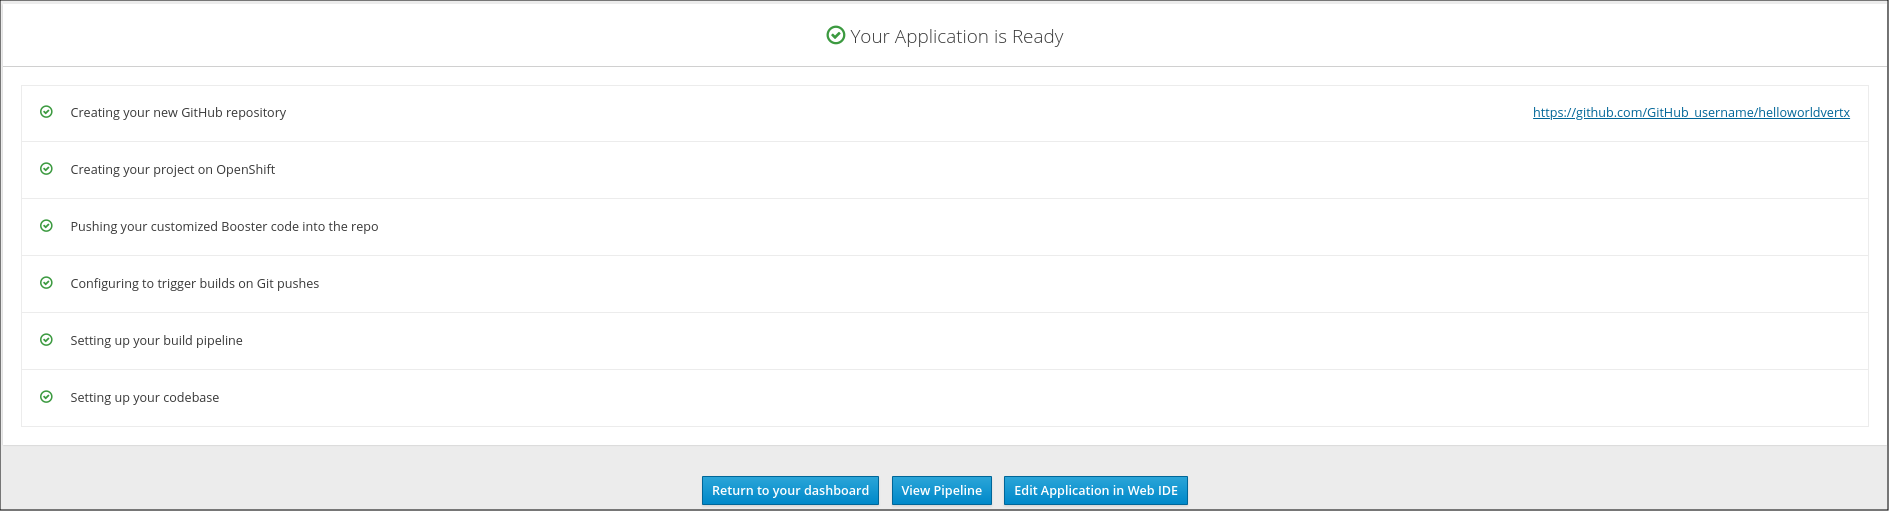 Your Application is Ready
Creating your new GitHub repository https://github.com/GitHub_username/helloworldvertx
Creating your project on OpenShift
Pushing your customized Booster code into the repo
Configuring to trigger builds on Git pushes
Setting up your build pipeline
Setting up your codebase
Return to your dashboard View Pipeline Edit Application in Web IDE